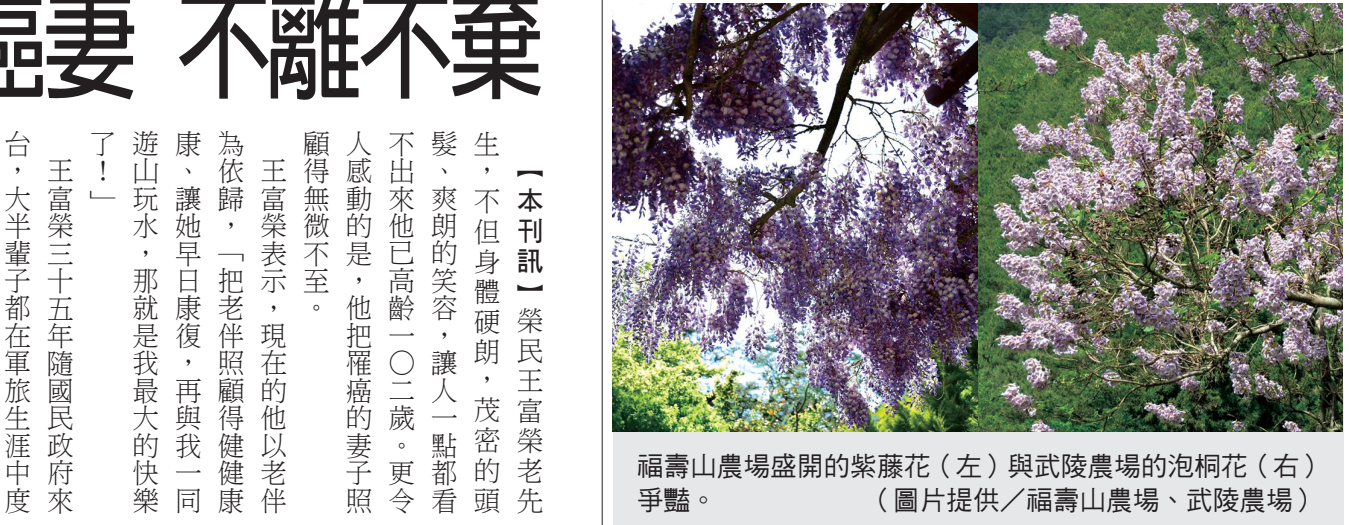 妻 不離不棄
【本刊訊】榮民王富榮老先
生，不但身體硬朗，茂密的頭
髮、爽朗的笑容，讓人一點都看
不出來他已高齡一〇二歲。更令
人感動的是，他把罹癌的妻子照
顧得無微不至。
王富榮表示，現在的他以老伴
為依歸，「把老伴照顧得健健康
康、讓她早日康復，再與我一同
遊山玩水，那就是我最大的快樂
了！」
王富榮三十五年隨國民政府來
台，大半輩子都在軍旅生涯中度
福壽山農場盛開的紫藤花（左）與武陵農場的泡桐花（右）
爭豔。 （圖片提供／福壽山農場、武陵農場）